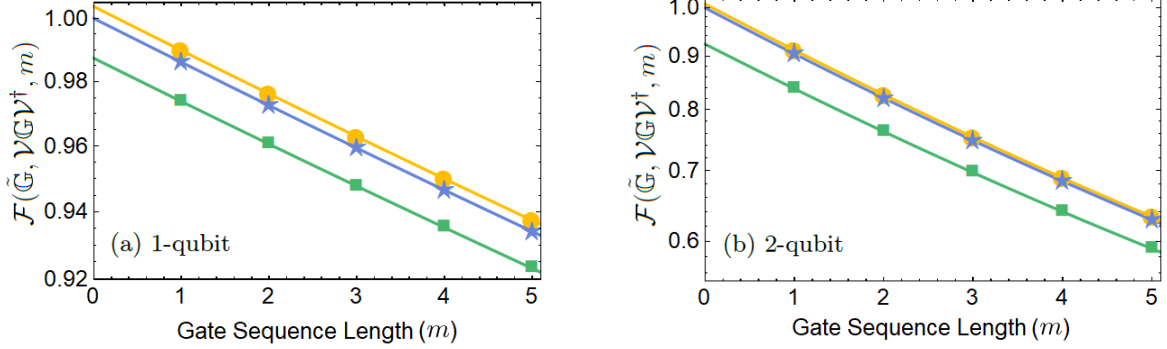 1.00
0.98
0.96
0.94
0.92
ℱ(𝔾̃, 𝒱𝔾𝒱†, m)
(a) 1-qubit
0 1 2 3 4 5
Gate Sequence Length (m)
1.0
0.9
0.8
0.7
0.6
ℱ(𝔾̃, 𝒱𝔾𝒱†, m)
(b) 2-qubit
0 1 2 3 4 5
Gate Sequence Length (m)